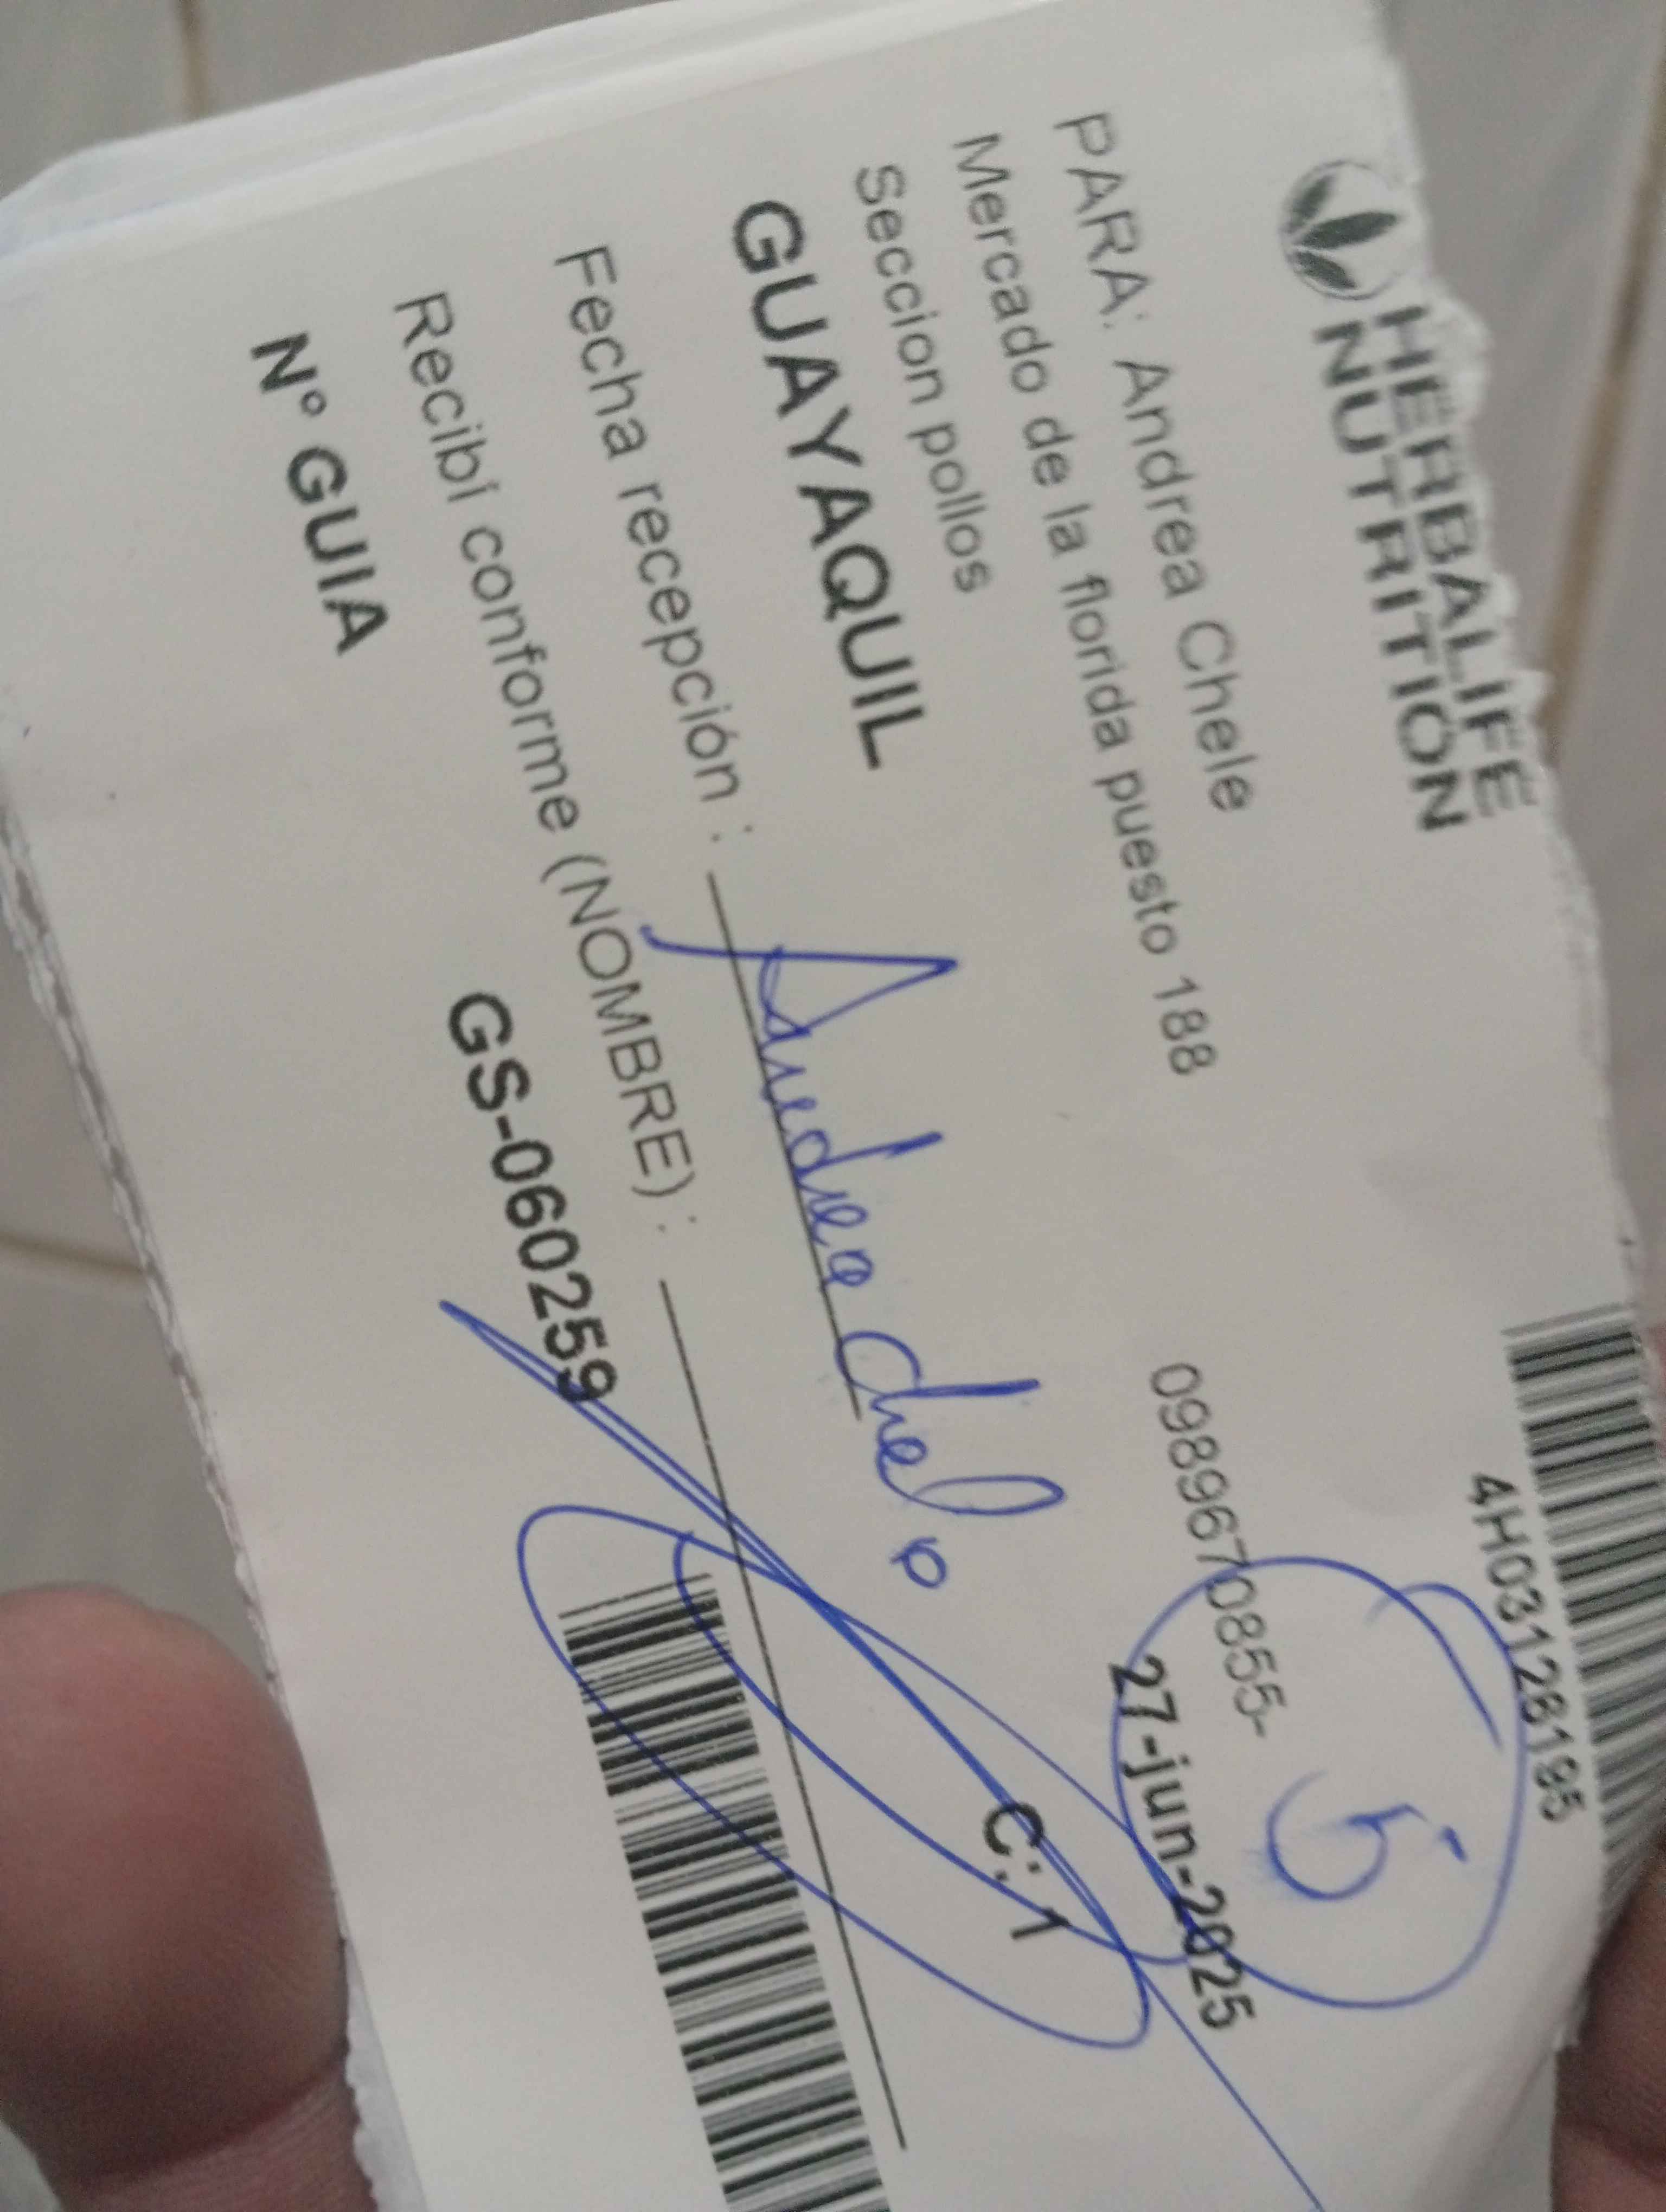 HERBALIFE
NUTRITION
4H03128195
PARA: Andrea Chele
Mercado de la florida puesto 188
0989670855-
Seccion pollos
5
27-jun-2025
GUAYAQUIL
C: 1
Fecha recepción :
Andrea Chele
Recibí conforme (NOMBRE) :
N° GUIA
GS-060259